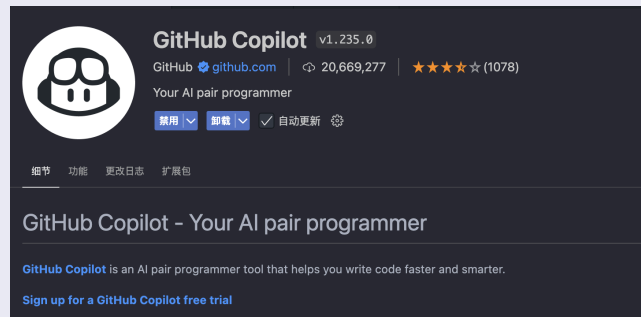 GitHub Copilot v1.235.0
GitHub github.com 20,669,277 (1078)
Your AI pair programmer
禁用 卸载 自动更新
细节 功能 更改日志 扩展包
GitHub Copilot - Your AI pair programmer
GitHub Copilot is an AI pair programmer tool that helps you write code faster and smarter.
Sign up for a GitHub Copilot free trial